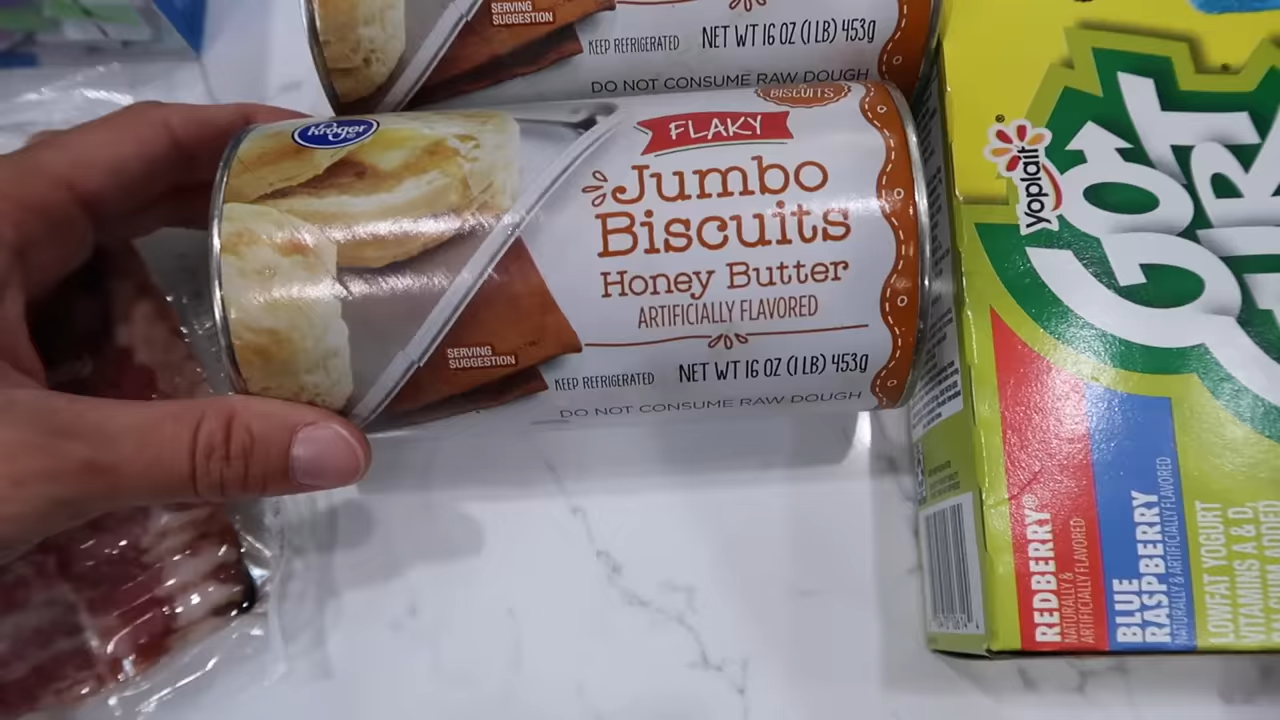 SERVING
SUGGESTION
KEEP REFRIGERATED
NET WT 16 OZ (1 LB) 453g
DO NOT CONSUME RAW DOUGH
BISCUITS
Kroger
FLAKY
Jumbo
Biscuits
Honey Butter
ARTIFICIALLY FLAVORED
SERVING
SUGGESTION
KEEP REFRIGERATED
NET WT 16 OZ (1 LB) 453g
DO NOT CONSUME RAW DOUGH
Yoplait
GO
REDBERRY
NATURALLY &
ARTIFICIALLY FLAVORED
BLUE
RASPBERRY
NATURALLY & ARTIFICIALLY FLAVORED
LOWFAT YOGURT
VITAMINS A & D,